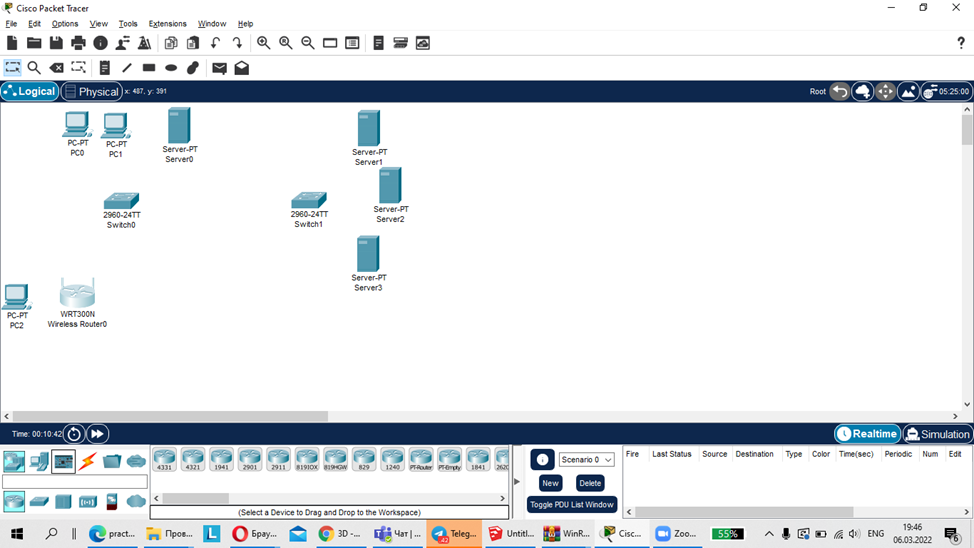 Cisco Packet Tracer
File Edit Options View Tools Extensions Window Help
?
Logical Physical x: 487, y: 391 Root 05:25:00
PC-PT
PC0
PC-PT
PC1
Server-PT
Server0
Server-PT
Server1
2960-24TT
Switch0
2960-24TT
Switch1
Server-PT
Server2
Server-PT
Server3
PC-PT
PC2
WRT300N
Wireless Router0
Time: 00:10:42 Realtime Simulation
4331 4321 1941 2901 2911 819IOX 819HGW 829 1240 PT-Router PT-Empty 1841 2620
(Select a Device to Drag and Drop to the Workspace)
Scenario 0
New Delete
Toggle PDU List Window
Fire Last Status Source Destination Type Color Time(sec) Periodic Num Edit
pract... Прово... L Брау... 3D -... Чат | ... 42 Teleg... Untitl... WinR... Cisc... Zoo... 55% ENG
19:46
06.03.2022
6